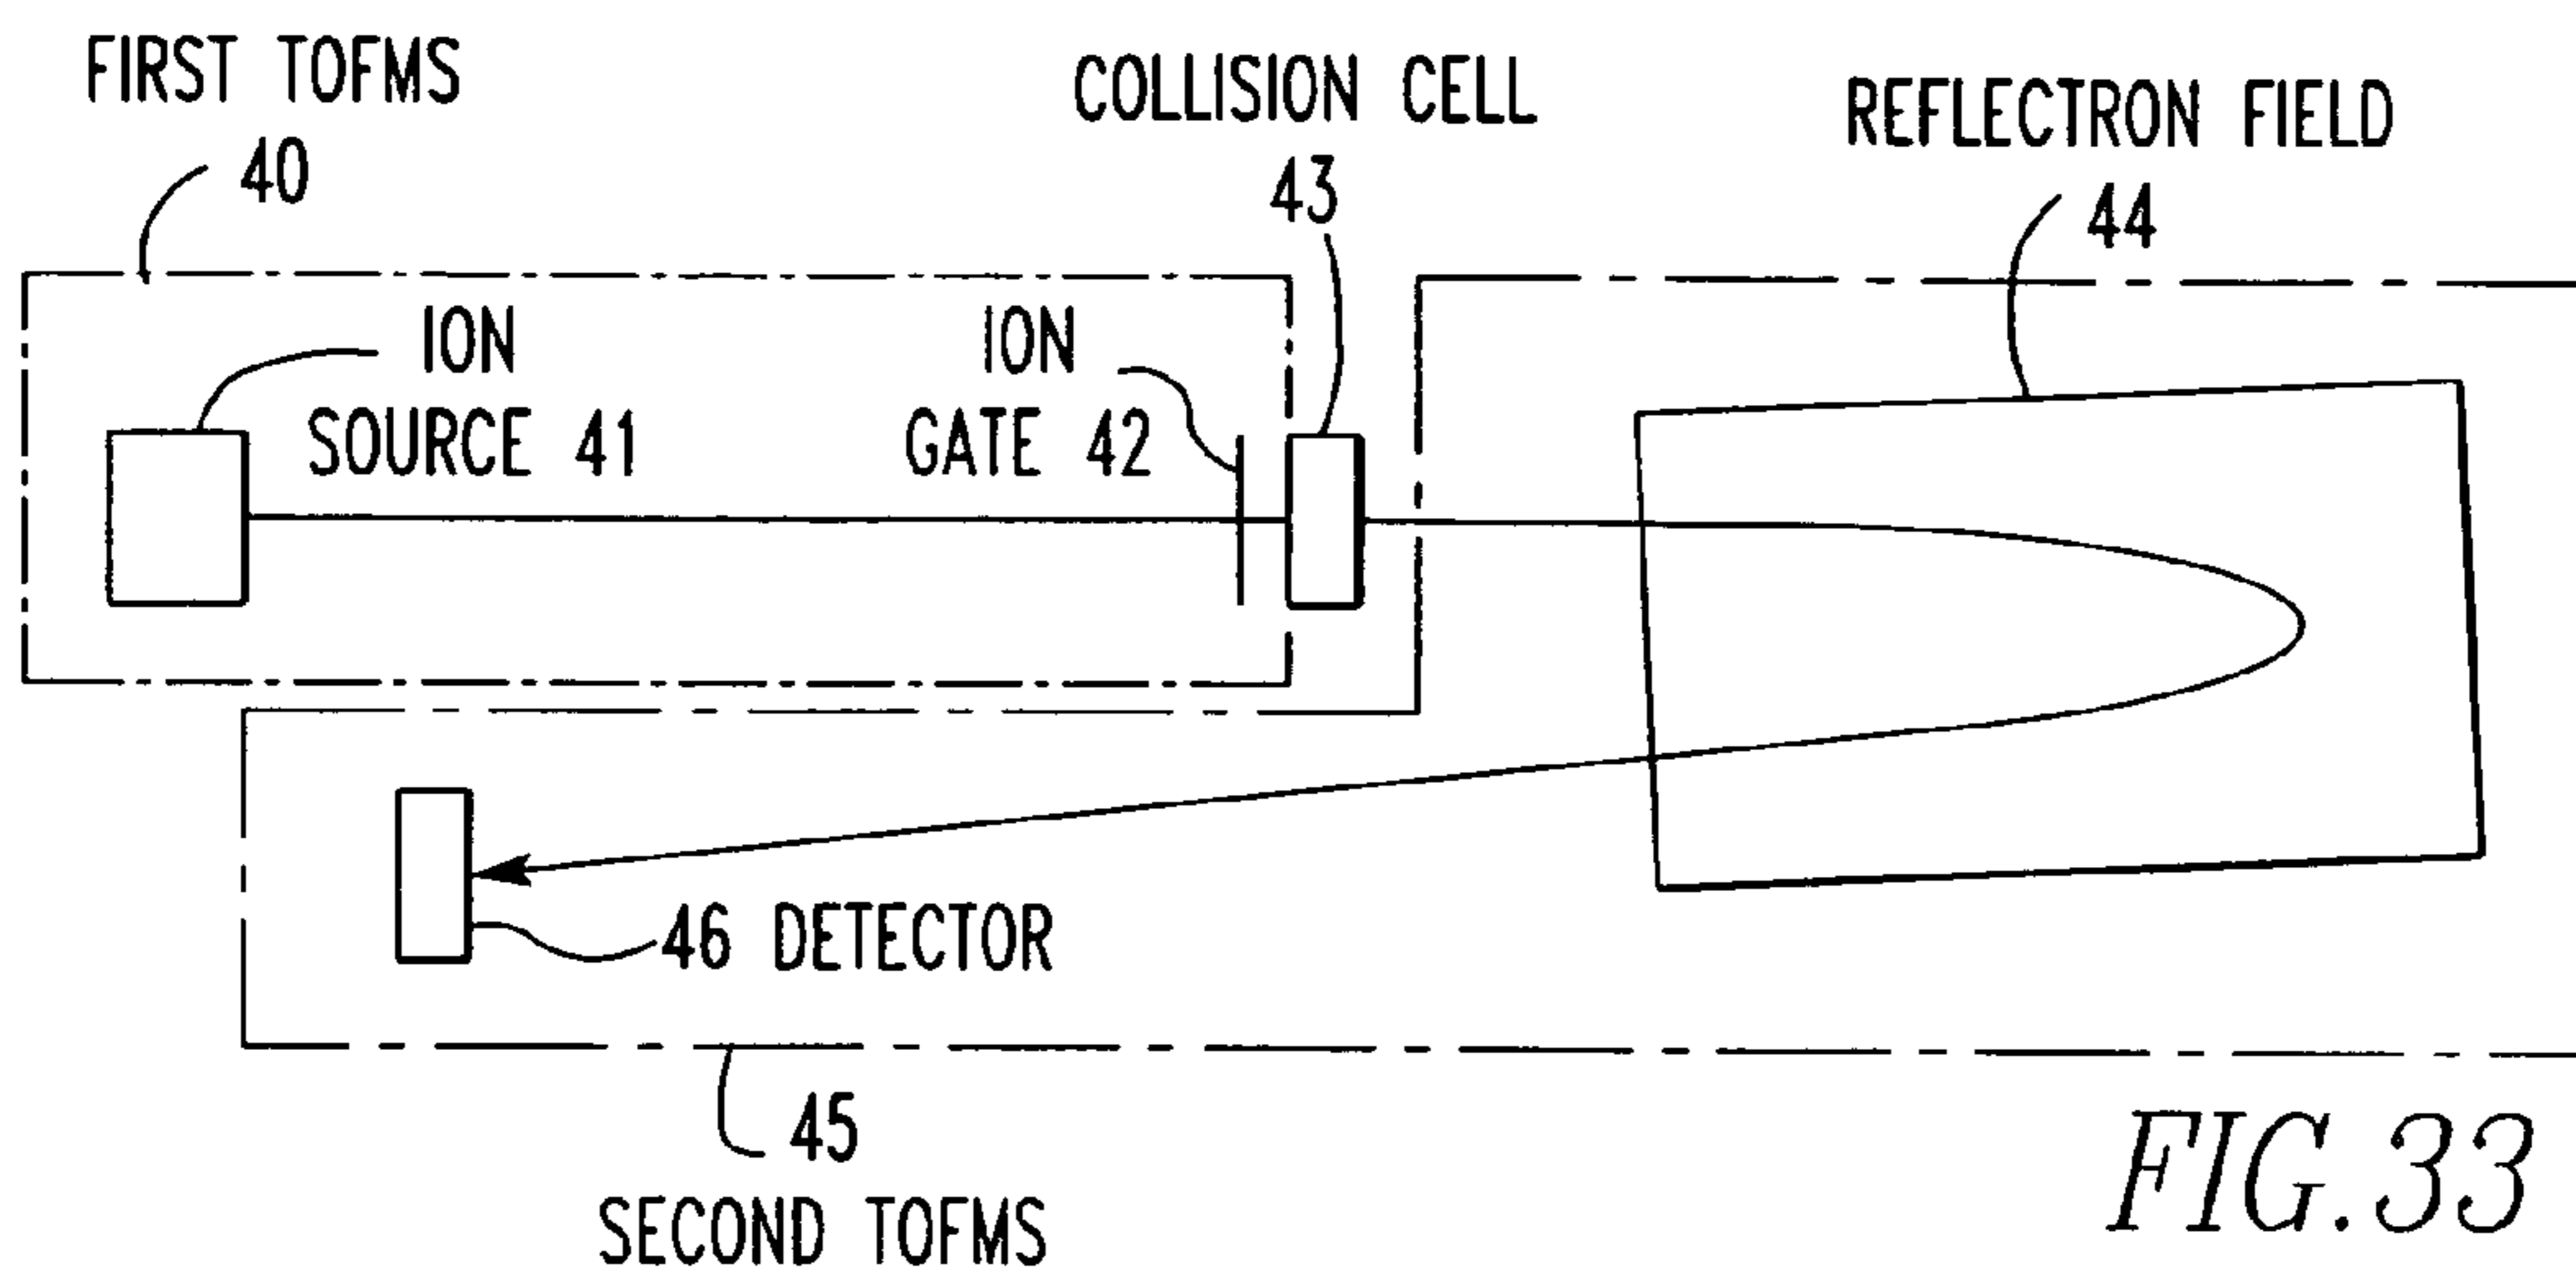 FIRST TOFMS
40
COLLISION CELL
43
REFLECTRON FIELD
44
ION
SOURCE 41
ION
GATE 42
46 DETECTOR
45
SECOND TOFMS
FIG.33